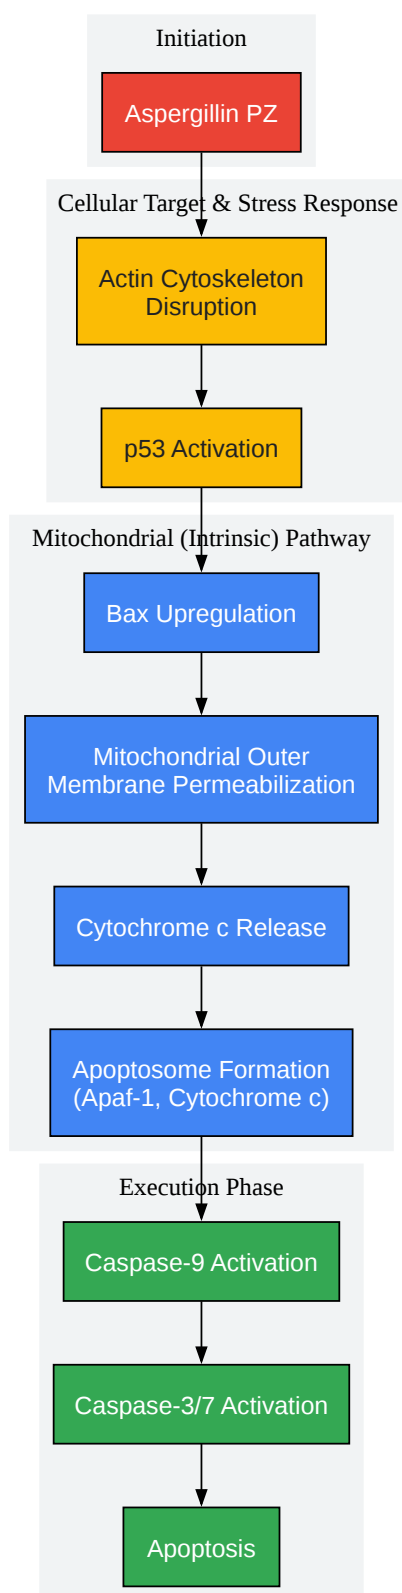 Initiation
Aspergillin PZ
Cellular Target & Stress Response
Actin Cytoskeleton
Disruption
p53 Activation
Mitochondrial (Intrinsic) Pathway
Bax Upregulation
Mitochondrial Outer
Membrane Permeabilization
Cytochrome c Release
Apoptosome Formation
(Apaf-1, Cytochrome c)
Execution Phase
Caspase-9 Activation
Caspase-3/7 Activation
Apoptosis